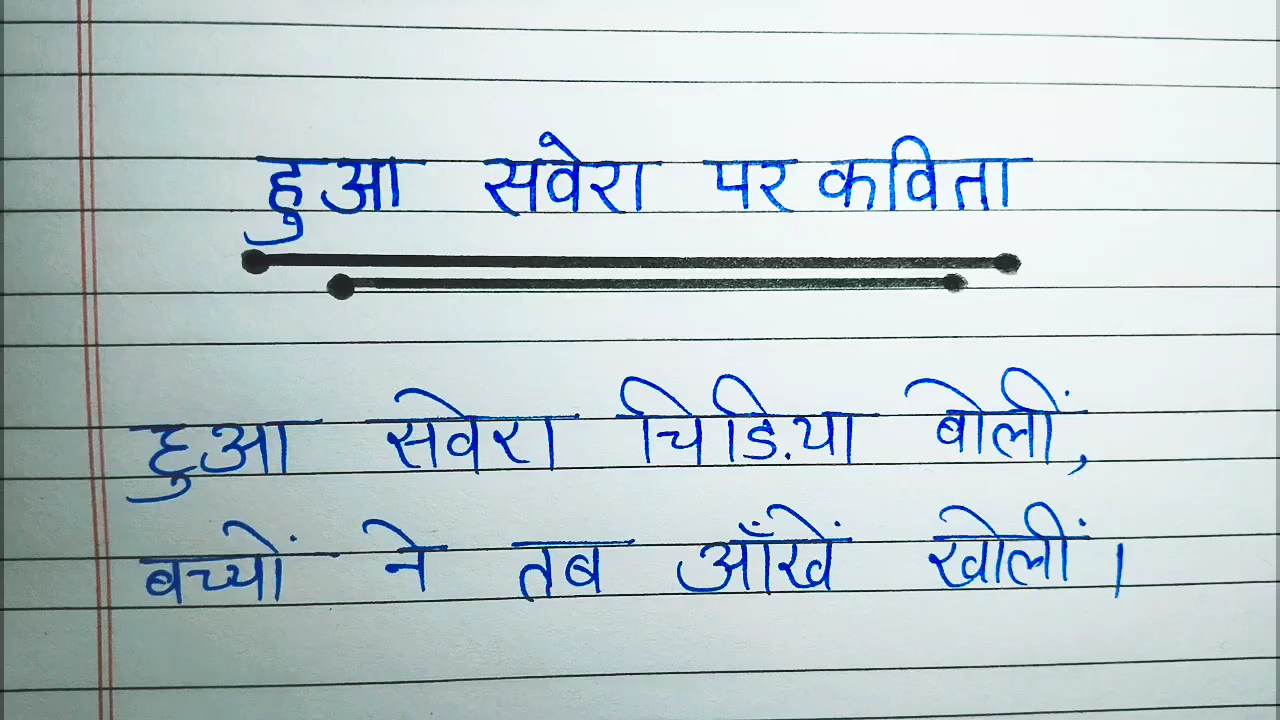 हुआ सवेरा पर कविता
हुआ सवेरा चिड़िया बोलीं,
बच्चों ने तब आँखें खोलीं।